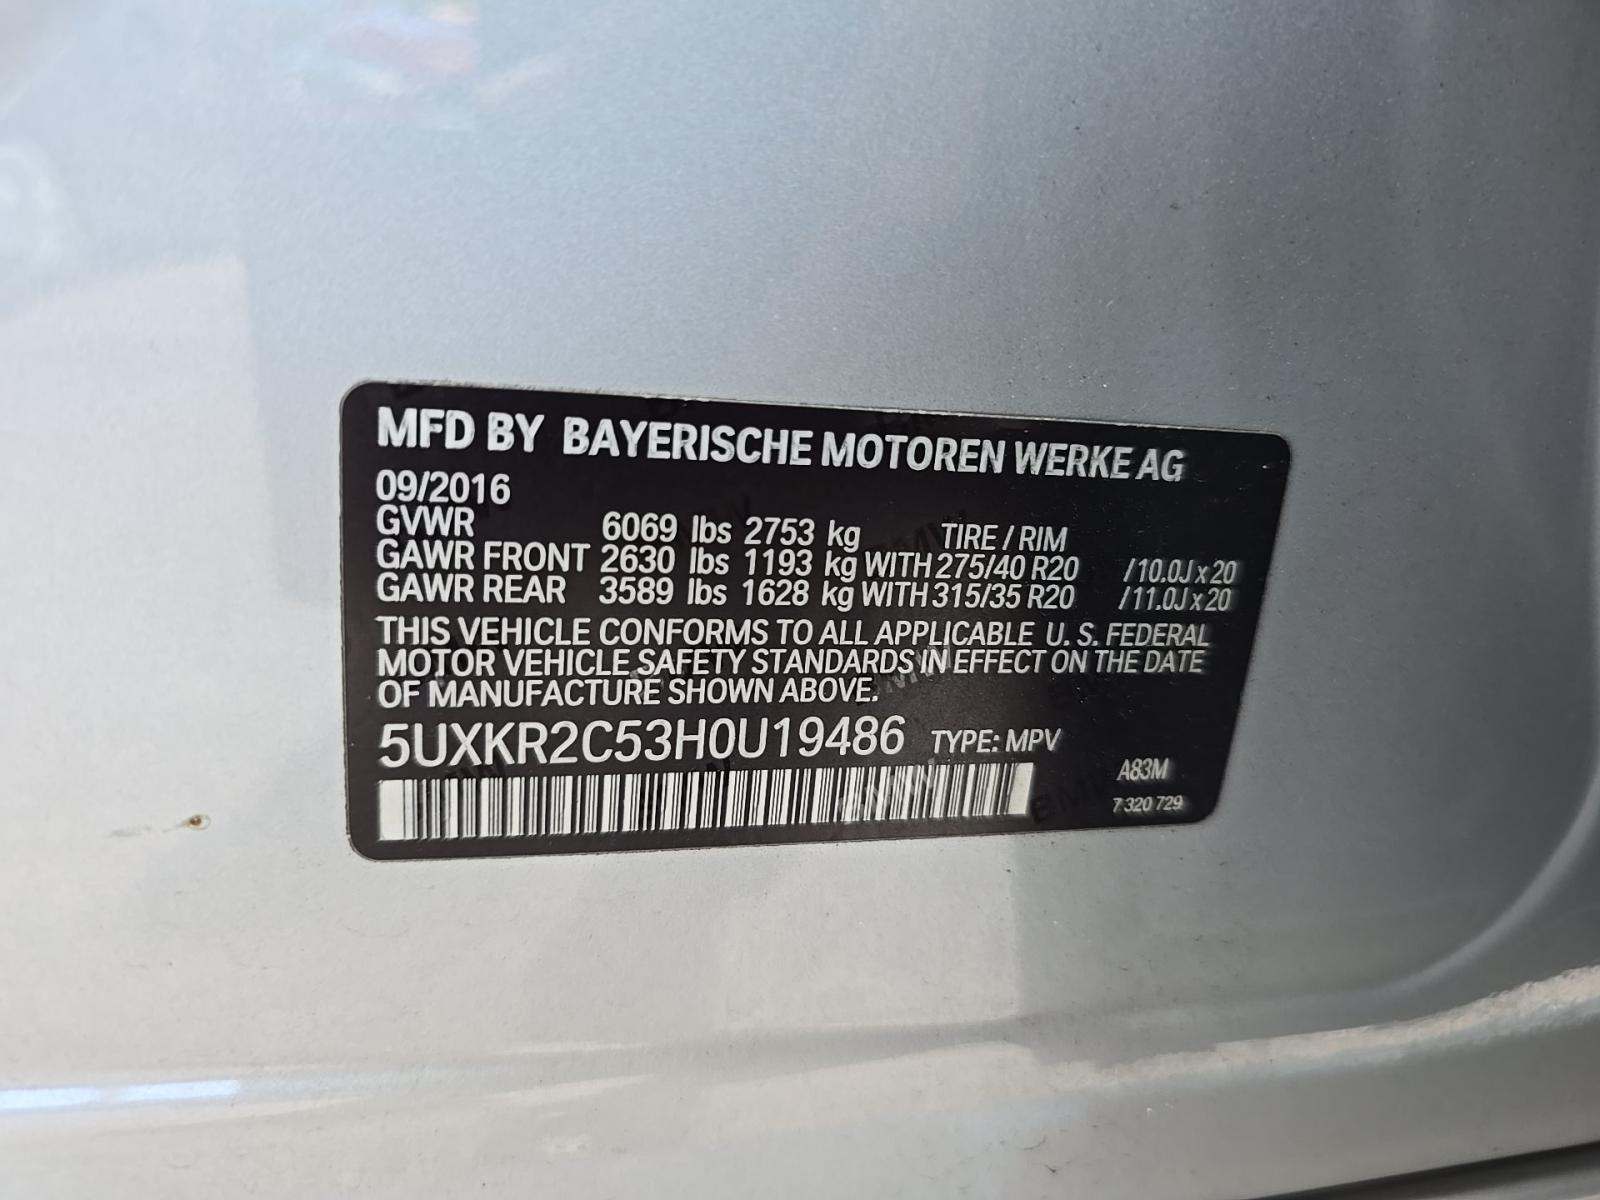 MFD BY BAYERISCHE MOTOREN WERKE AG
09/2016
GVWR 6069 lbs 2753 kg TIRE / RIM
GAWR FRONT 2630 lbs 1193 kg WITH 275/40 R20 /10.0J x 20
GAWR REAR 3589 lbs 1628 kg WITH 315/35 R20 /11.0J x 20
THIS VEHICLE CONFORMS TO ALL APPLICABLE U. S. FEDERAL
MOTOR VEHICLE SAFETY STANDARDS IN EFFECT ON THE DATE
OF MANUFACTURE SHOWN ABOVE.
5UXKR2C53H0U19486 TYPE: MPV
A83M
7 320 729